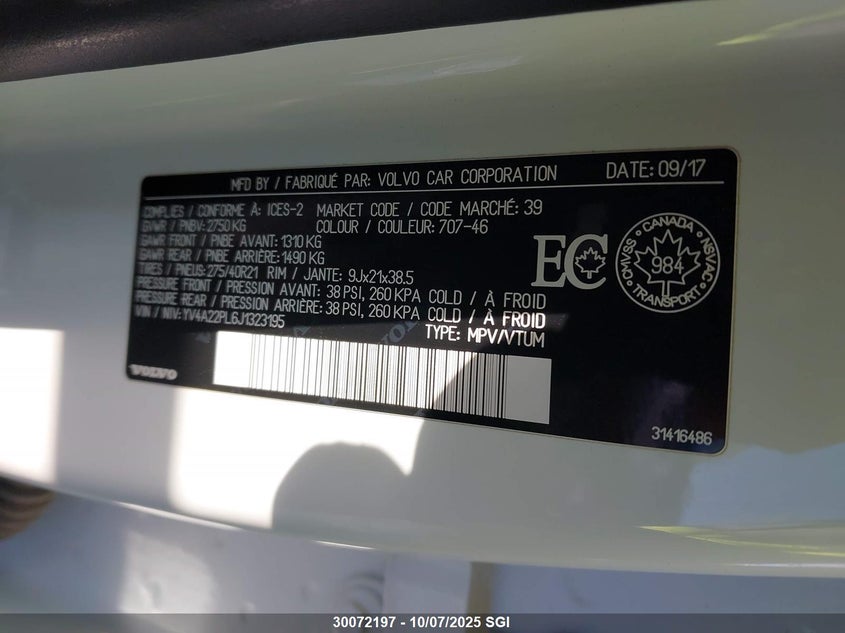 MFD BY / FABRIQUÉ PAR: VOLVO CAR CORPORATION DATE: 09/17
COMPLIES / CONFORME À: ICES-2 MARKET CODE / CODE MARCHÉ: 39
GVWR / PNBV: 2750 KG COLOUR / COULEUR: 707-46
GAWR FRONT / PNBE AVANT: 1310 KG
GAWR REAR / PNBE ARRIÈRE: 1490 KG
TIRES / PNEUS: 275/40R21 RIM / JANTE: 9Jx21x38.5
PRESSURE FRONT / PRESSION AVANT: 38 PSI, 260 KPA COLD / À FROID
PRESSURE REAR / PRESSION ARRIÈRE: 38 PSI, 260 KPA COLD / À FROID
VIN / NIV: YV4A22PL6J1323195 TYPE: MPV/VTUM
EC
CANADA
CMVSS 984 NSVAC
TRANSPORT
VOLVO
31416486
30072197 - 10/07/2025 SGI